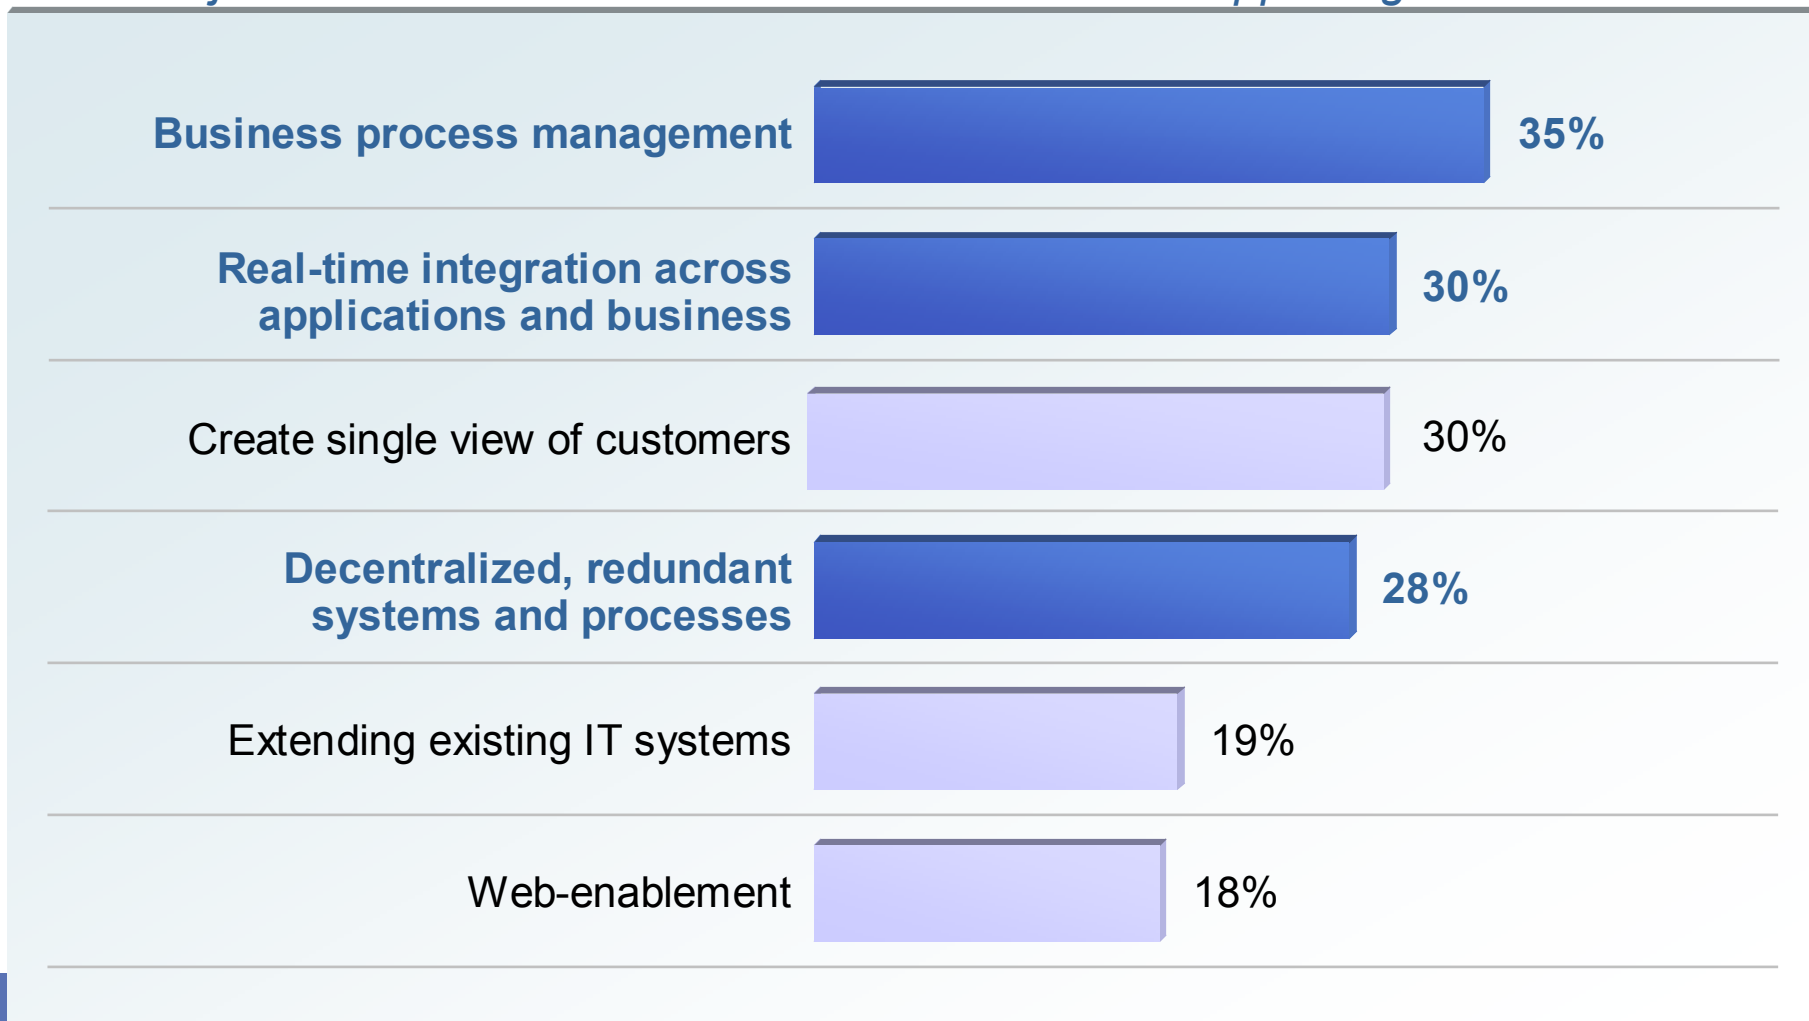 Business process management
35%
Real-time integration across
applications and business
30%
Create single view of customers
30%
Decentralized, redundant
systems and processes
28%
Extending existing IT systems
19%
Web-enablement
18%